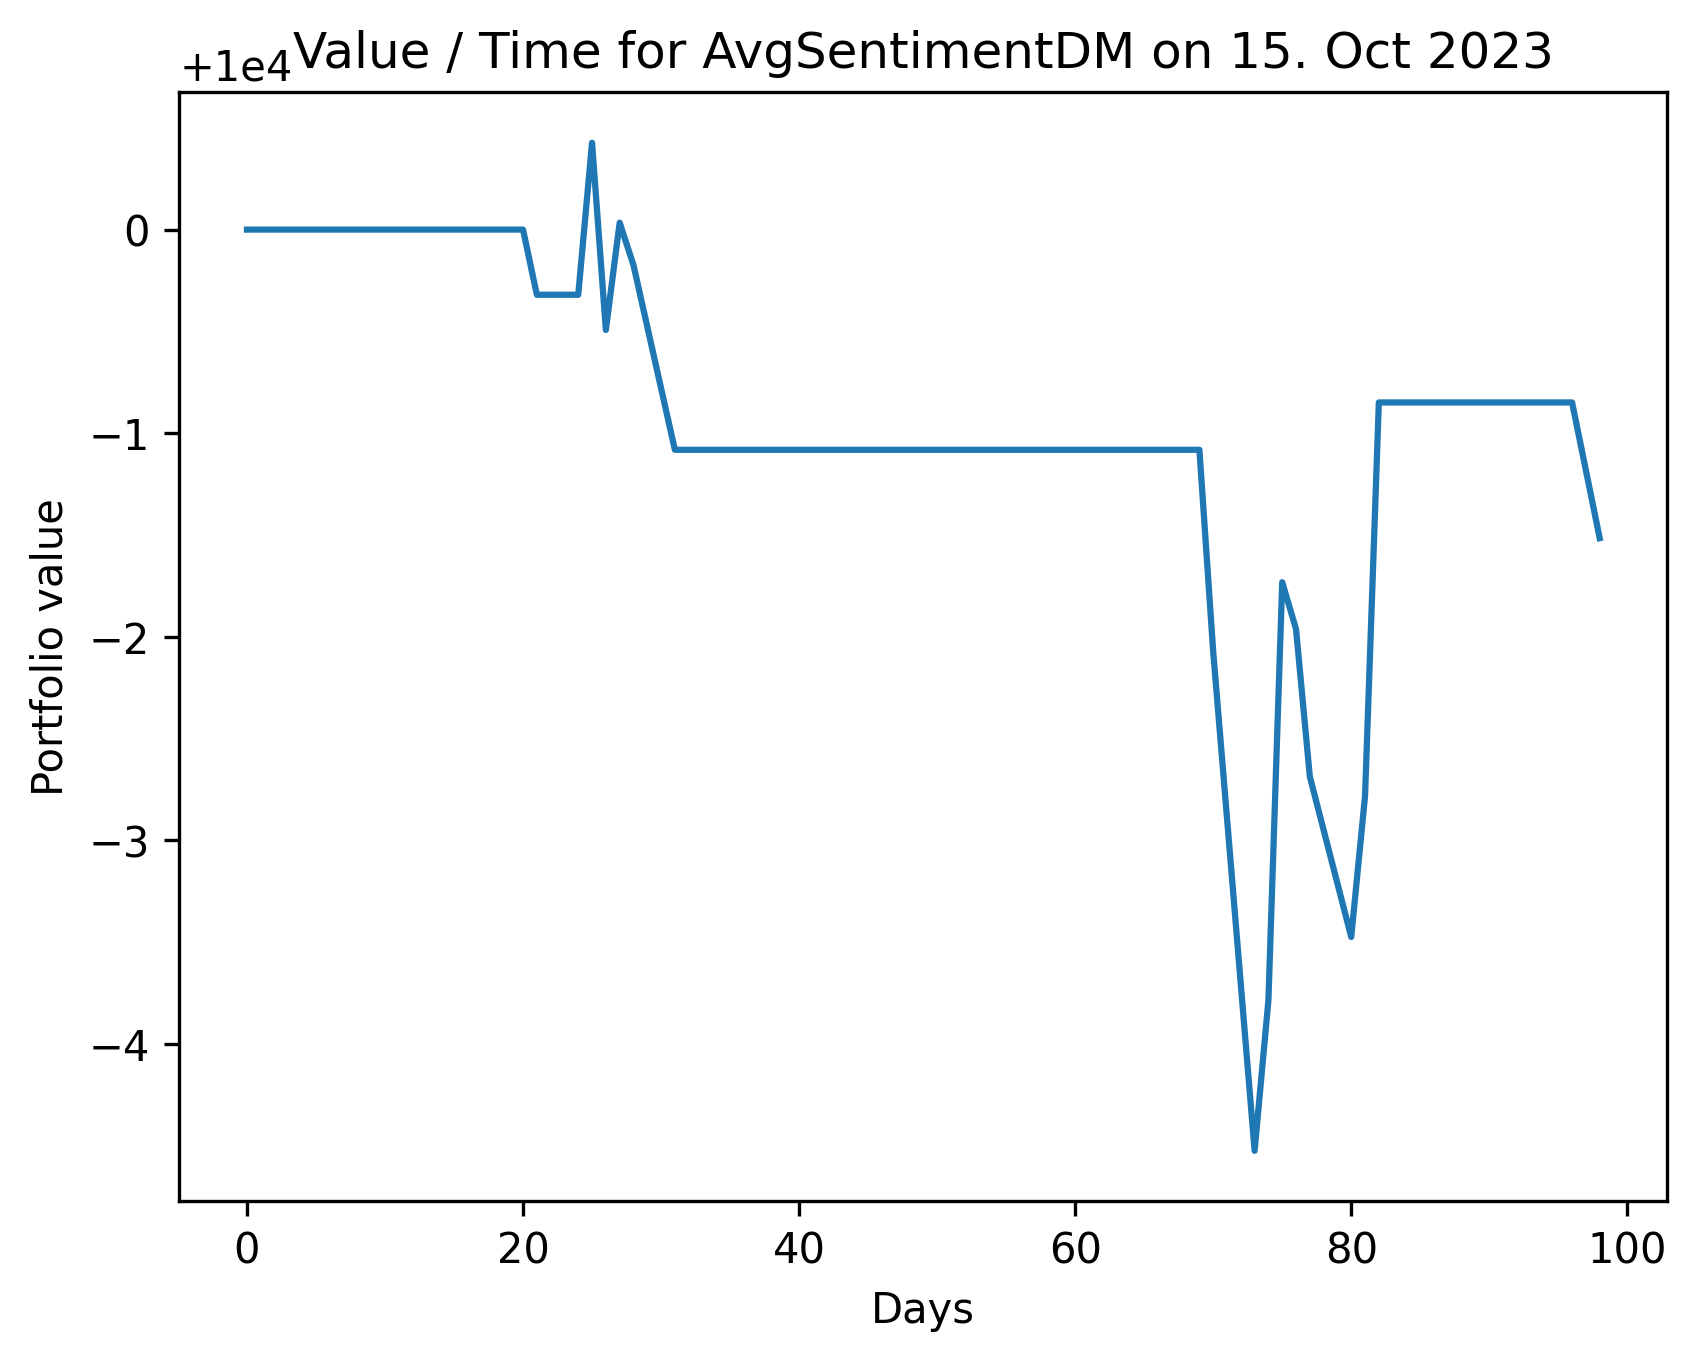 Value / Time for AvgSentimentDM on 15. Oct 2023
+1e4
0
−1
−2
−3
−4
Portfolio value
0 20 40 60 80 100
Days